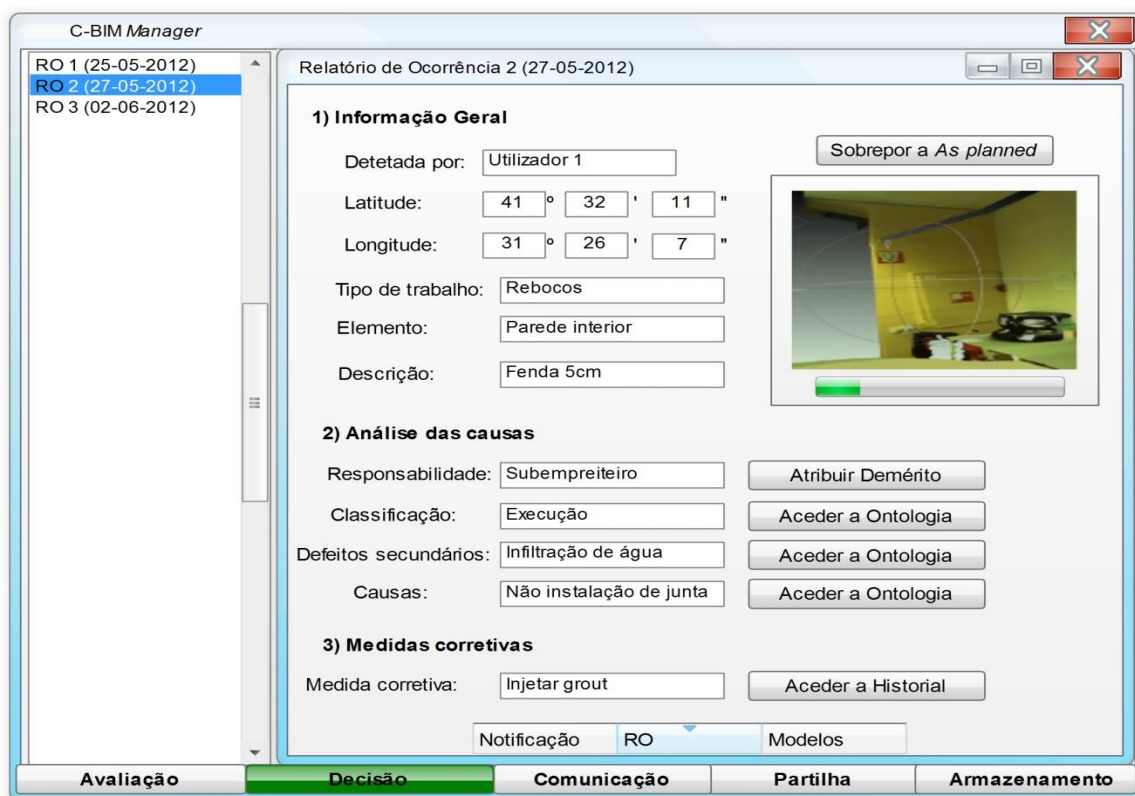 C-BIM Manager
RO 1 (25-05-2012)
RO 2 (27-05-2012)
RO 3 (02-06-2012)
Relatório de Ocorrência 2 (27-05-2012)
1) Informação Geral
Sobrepor a As planned
Detetada por: Utilizador 1
Latitude: 41 º 32 ' 11 "
Longitude: 31 º 26 ' 7 "
Tipo de trabalho: Rebocos
Elemento: Parede interior
Descrição: Fenda 5cm
2) Análise das causas
Responsabilidade: Subempreiteiro Atribuir Demérito
Classificação: Execução Aceder a Ontologia
Defeitos secundários: Infiltração de água Aceder a Ontologia
Causas: Não instalação de junta Aceder a Ontologia
3) Medidas corretivas
Medida corretiva: Injetar grout Aceder a Historial
Notificação RO Modelos
Avaliação Decisão Comunicação Partilha Armazenamento